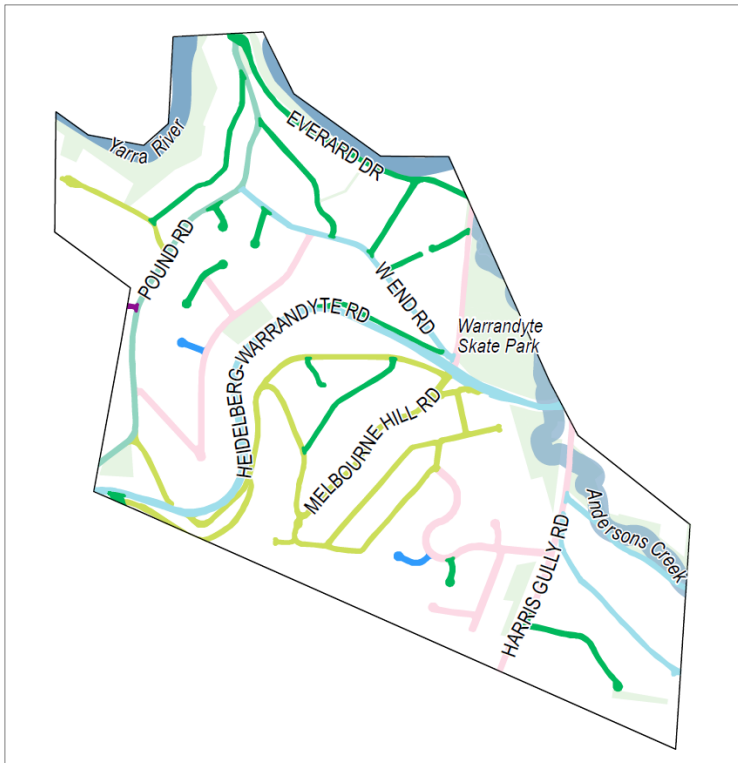 Yarra River
EVERARD DR
POUND RD
W END RD
HEIDELBERG-WARRANDYTE RD
Warrandyte
Skate Park
MELBOURNE HILL RD
Andersons Creek
HARRIS GULLY RD